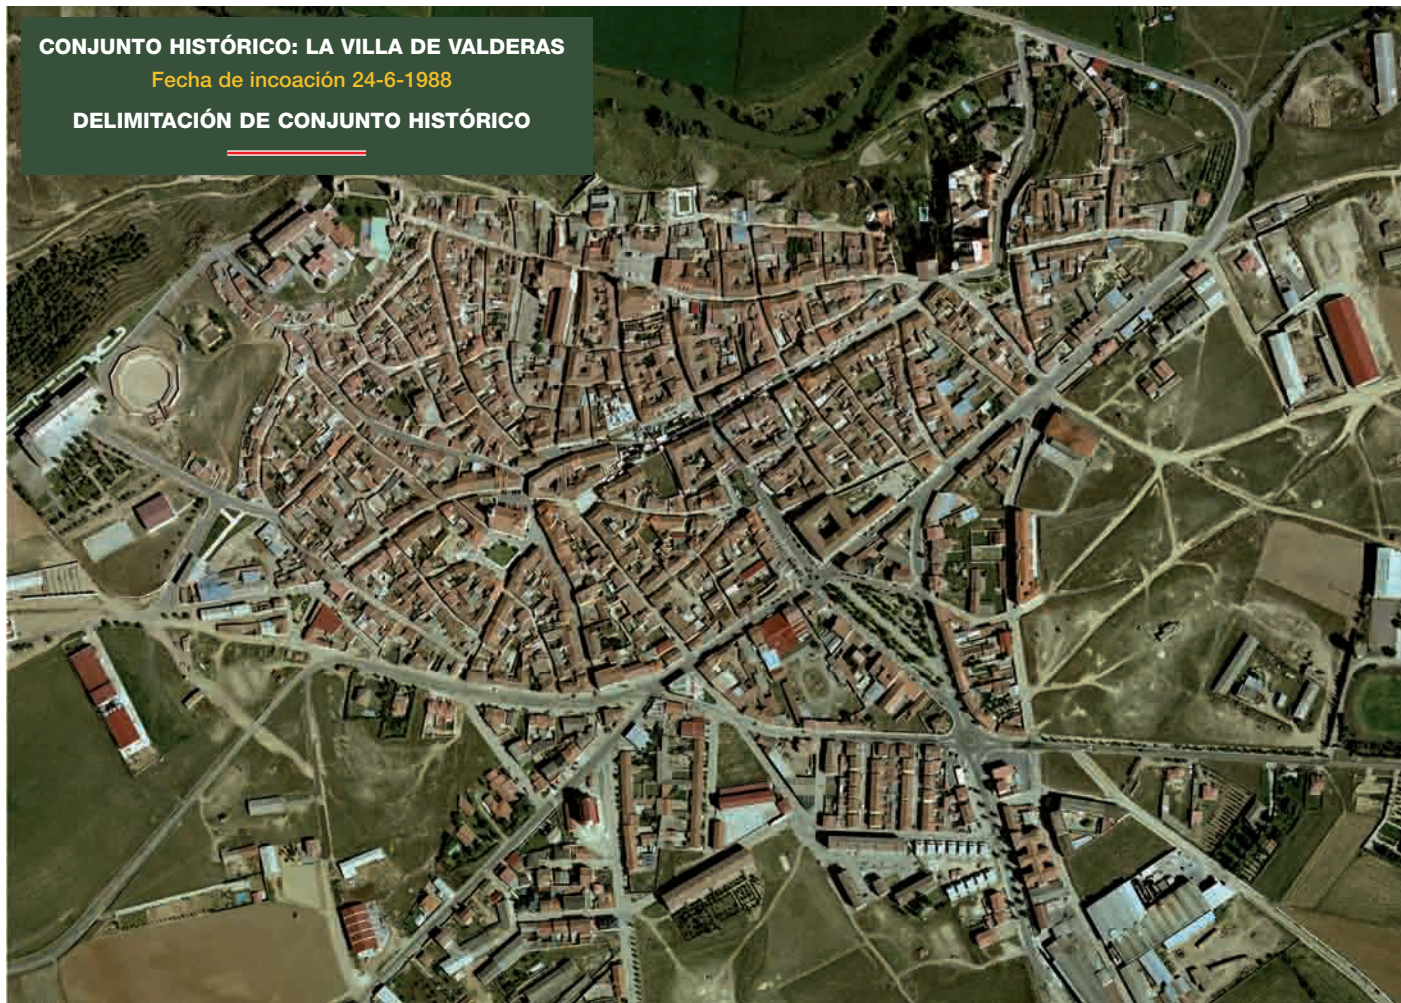 CONJUNTO HISTÓRICO: LA VILLA DE VALDERAS
Fecha de incoación 24-6-1988
DELIMITACIÓN DE CONJUNTO HISTÓRICO